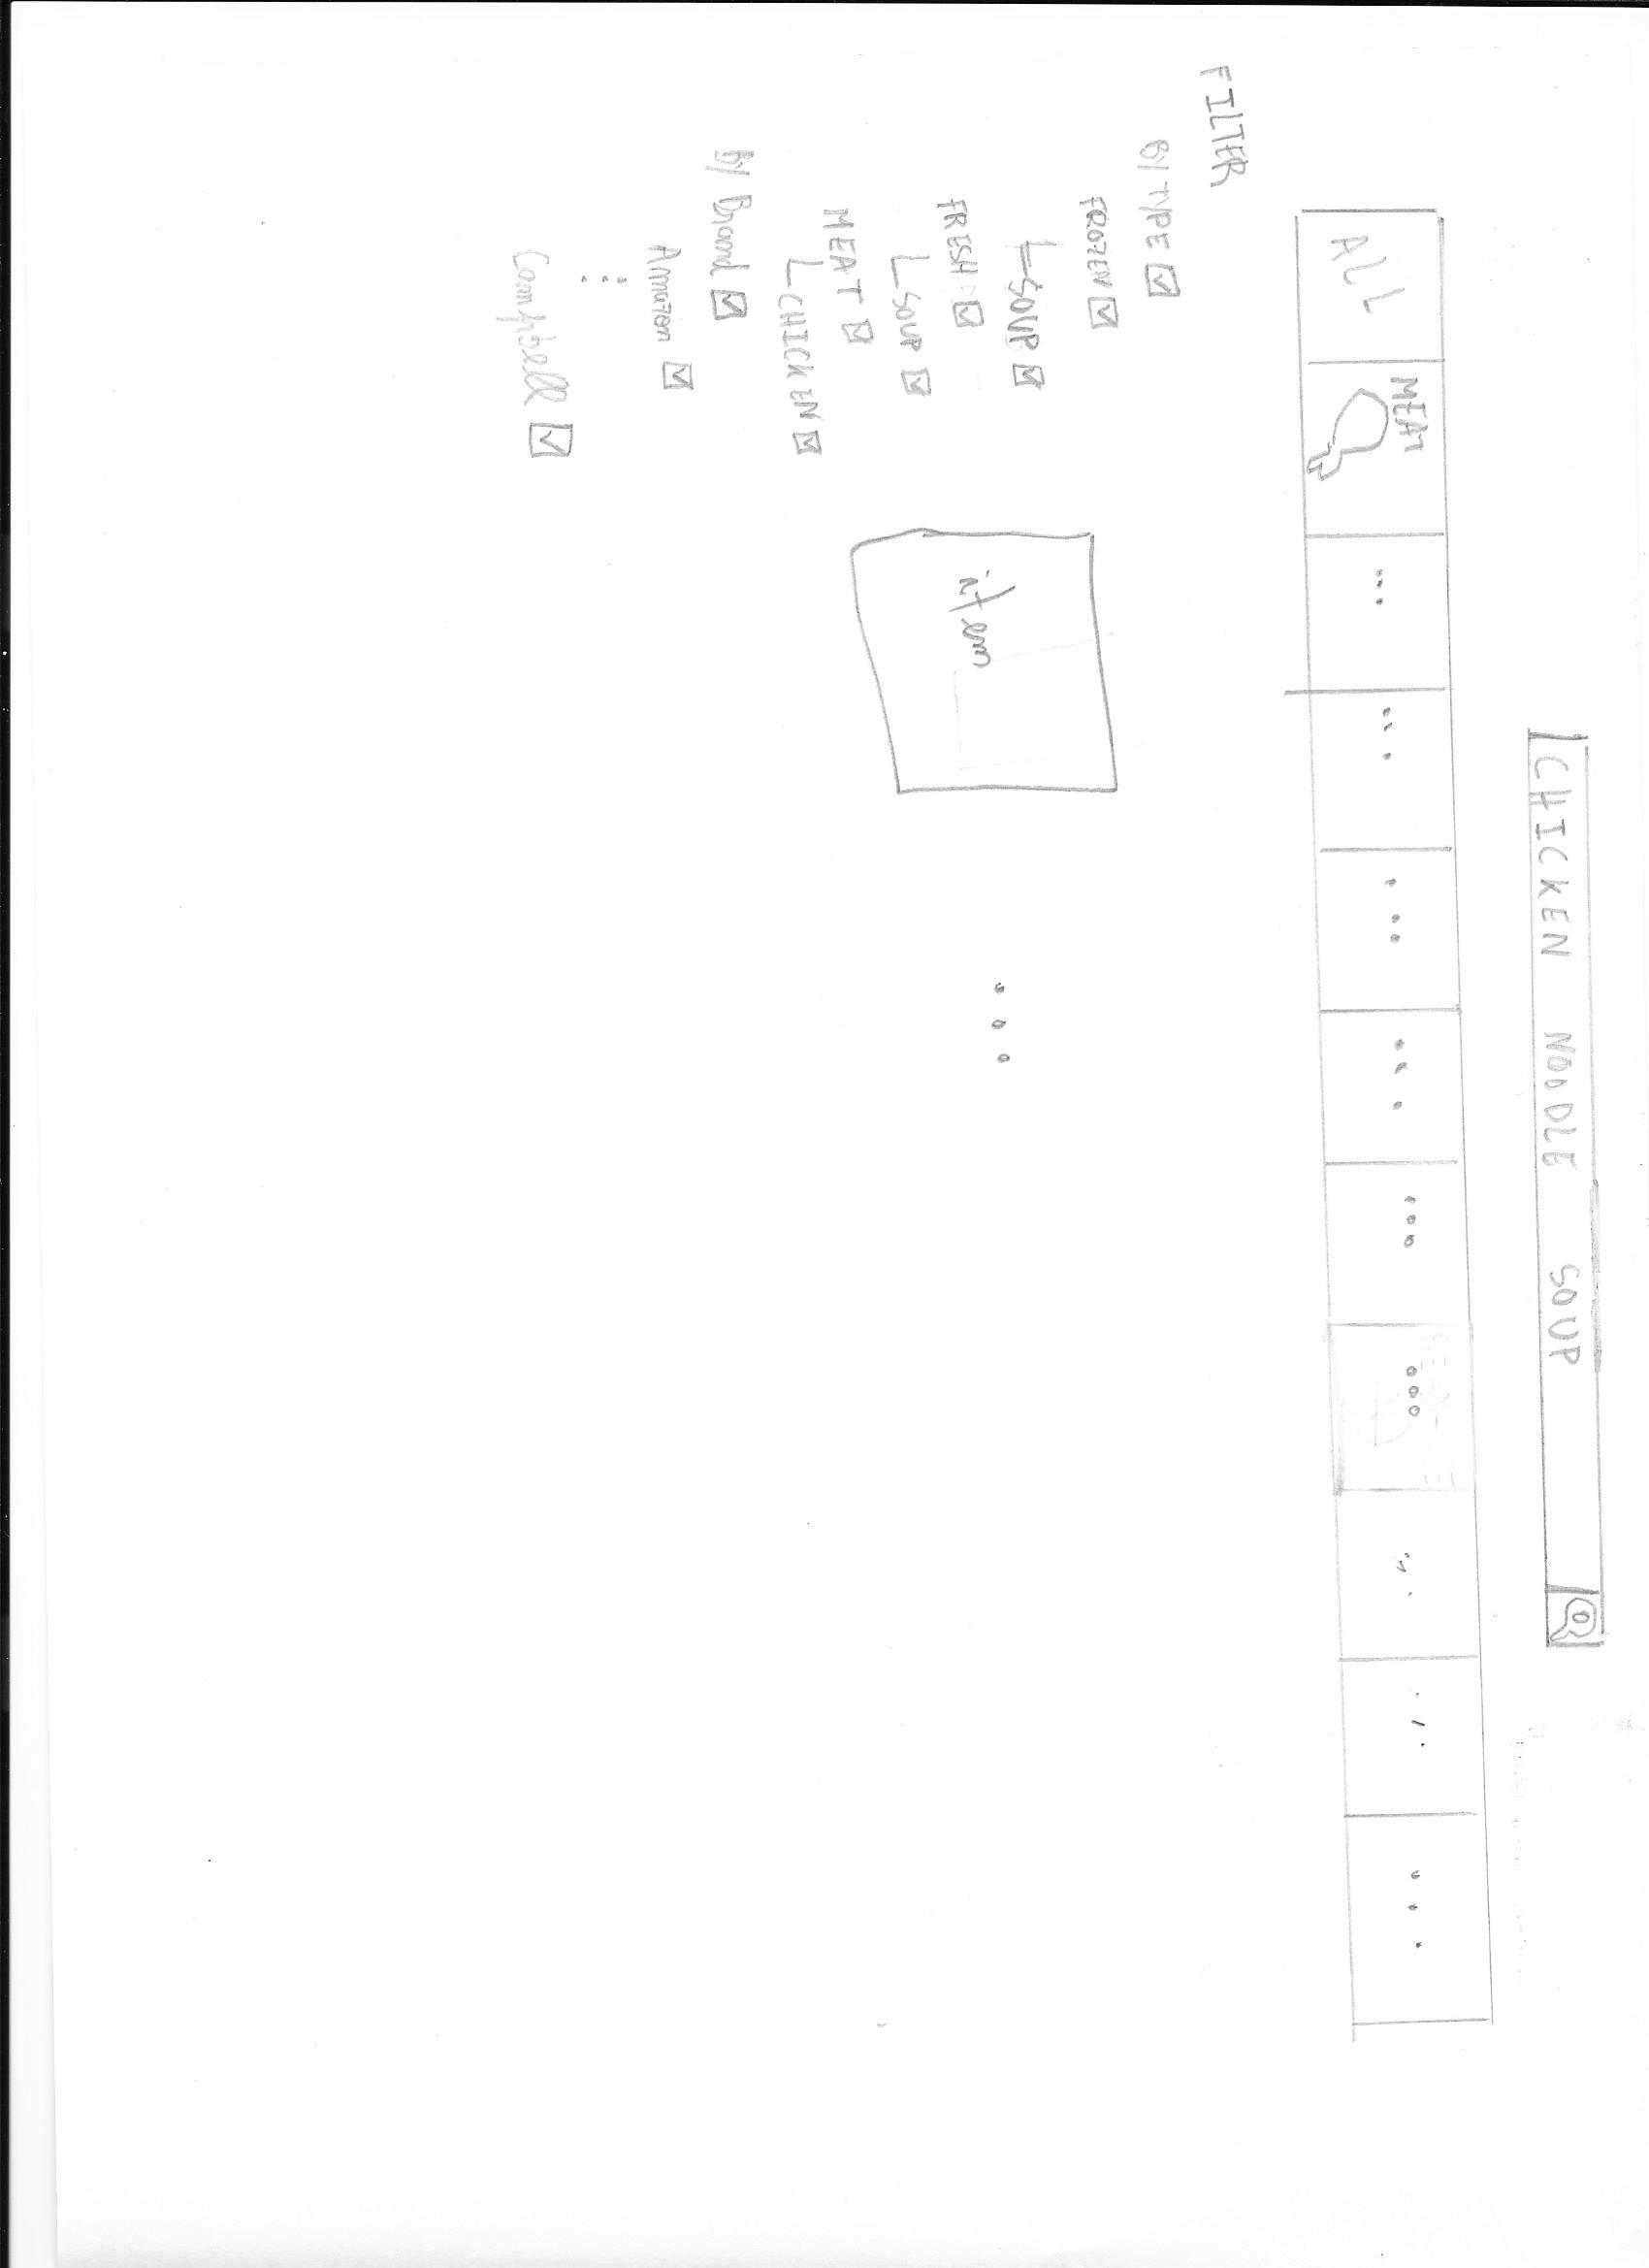 CHICKEN NOODLE SOUP
ALL
MEAT
...
...
...
...
...
...
...
...
...
FILTER
BY TYPE
FROZEN
SOUP
item
...
FRESH
SOUP
MEAT
CHICKEN
By Brand
Amazon
Campbell